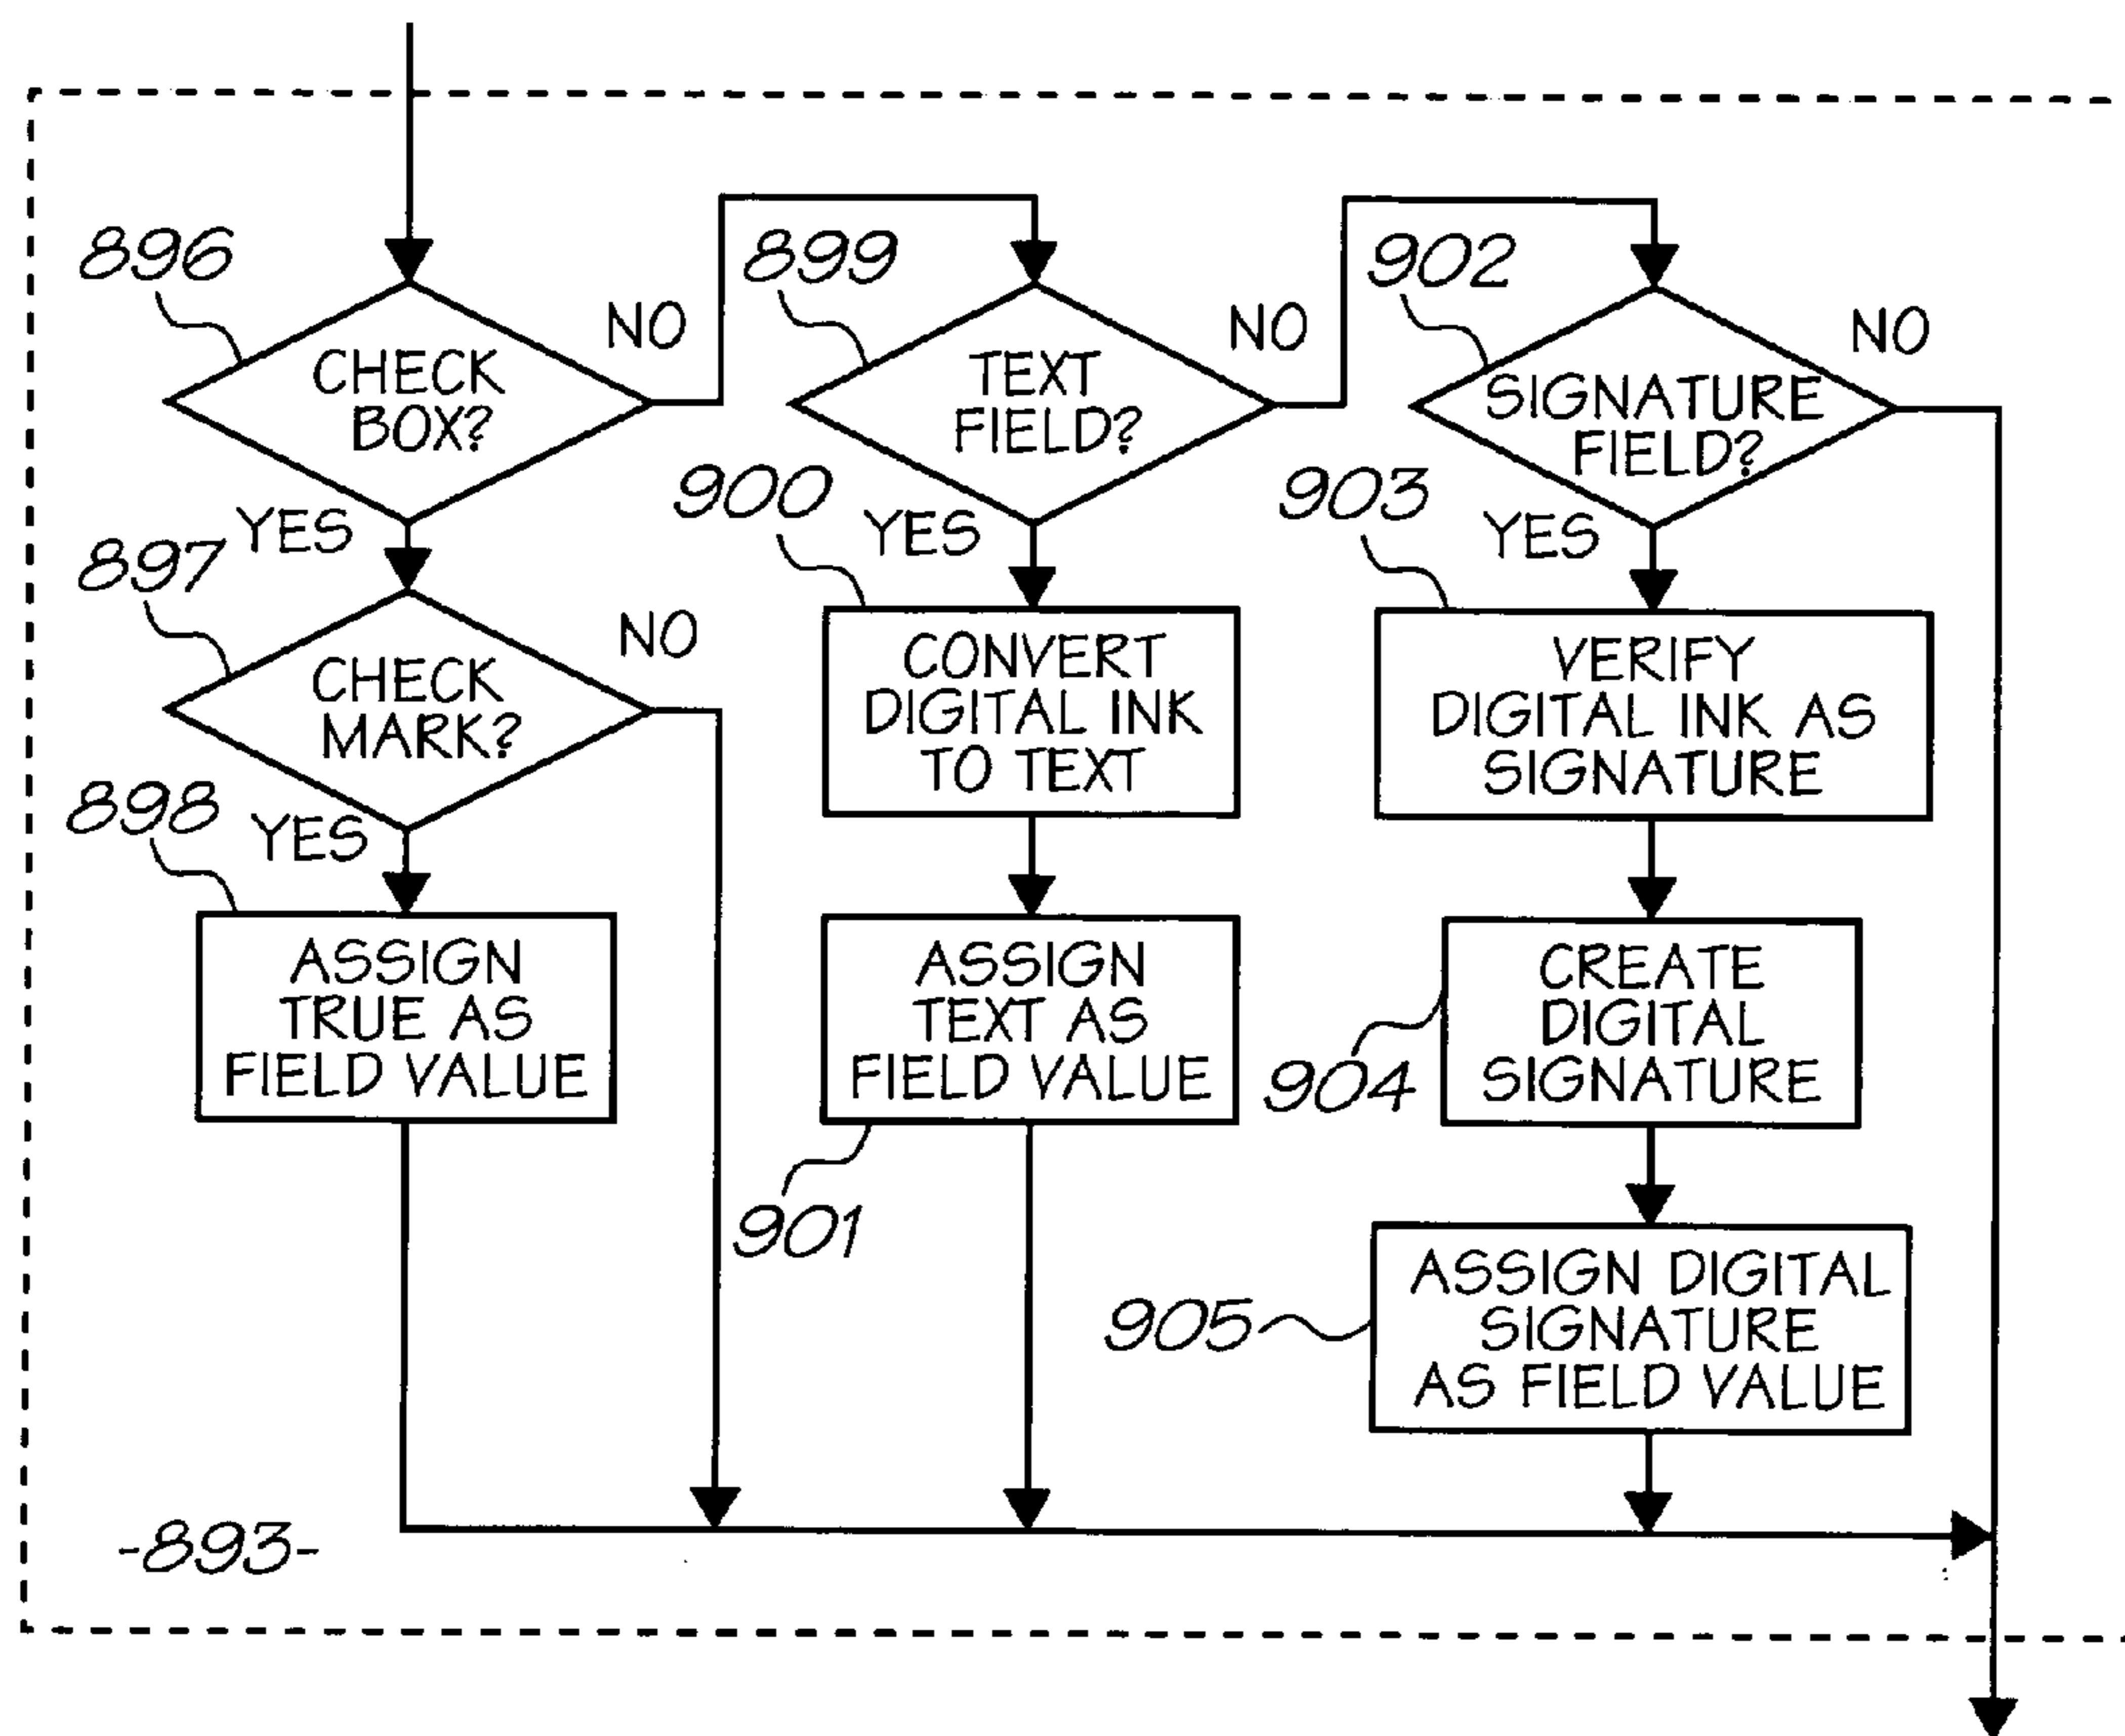 896
CHECK
BOX?
NO
YES
897
CHECK
MARK?
NO
YES
898
ASSIGN
TRUE AS
FIELD VALUE
899
TEXT
FIELD?
NO
YES
900
CONVERT
DIGITAL INK
TO TEXT
ASSIGN
TEXT AS
FIELD VALUE
901
902
SIGNATURE
FIELD?
NO
YES
903
VERIFY
DIGITAL INK AS
SIGNATURE
CREATE
DIGITAL
SIGNATURE
904
ASSIGN DIGITAL
SIGNATURE
AS FIELD VALUE
905
-893-